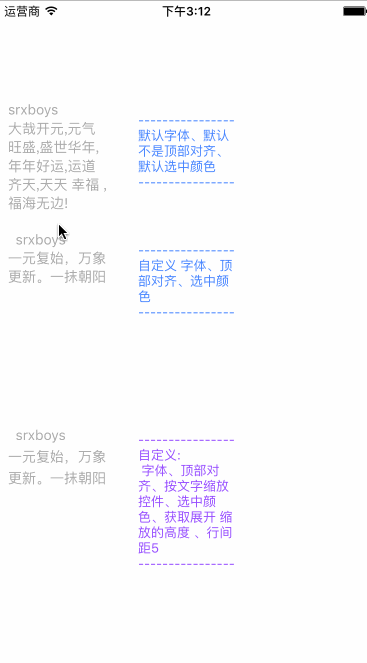 运营商 下午3:12
srxboys
大哉开元,元气
旺盛,盛世华年,
年年好运,运道
齐天,天天 幸福 ,
福海无边!
----------------
默认字体、默认
不是顶部对齐、
默认选中颜色
----------------
srxboys
一元复始，万象
更新。一抹朝阳
----------------
自定义 字体、顶
部对齐、选中颜
色
----------------
srxboys
一元复始，万象
更新。一抹朝阳
----------------
自定义:
字体、顶部对
齐、按文字缩放
控件、选中颜
色、获取展开 缩
放的高度 、行间
距5
----------------